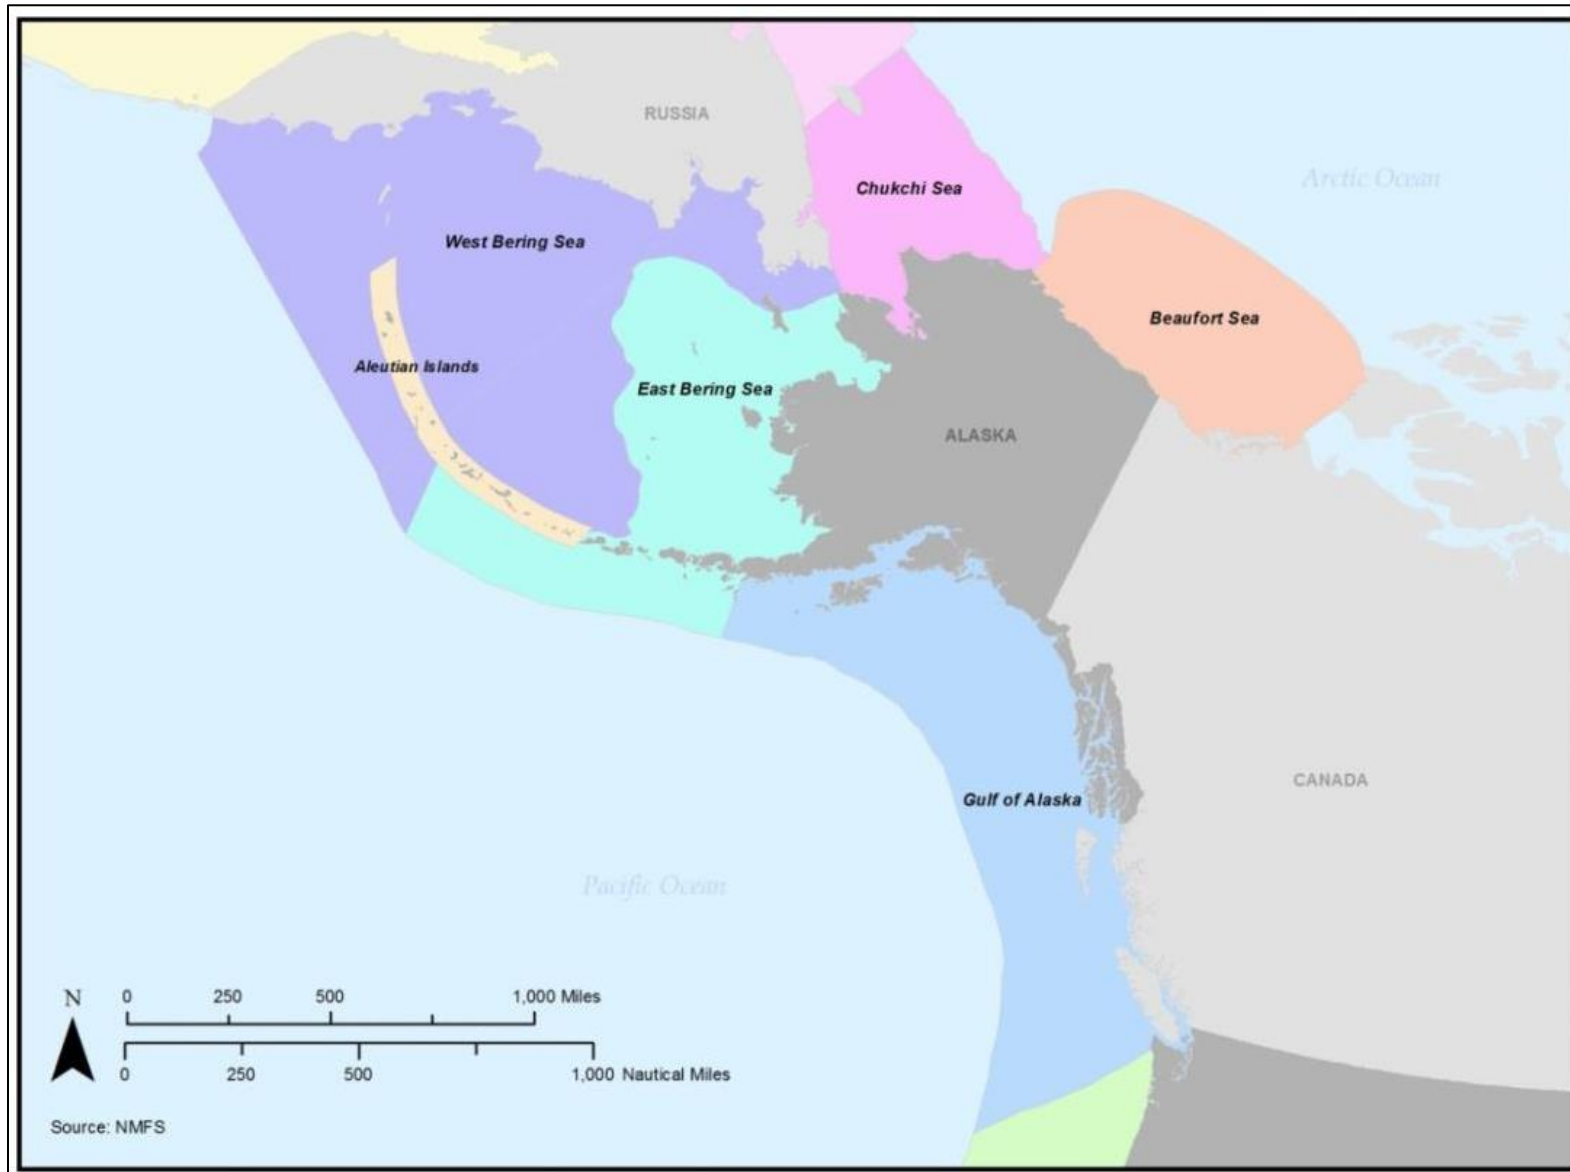 RUSSIA
Chukchi Sea
Arctic Ocean
West Bering Sea
Beaufort Sea
Aleutian Islands
East Bering Sea
ALASKA
CANADA
Gulf of Alaska
Pacific Ocean
N
0 250 500 1,000 Miles
0 250 500 1,000 Nautical Miles
Source: NMFS